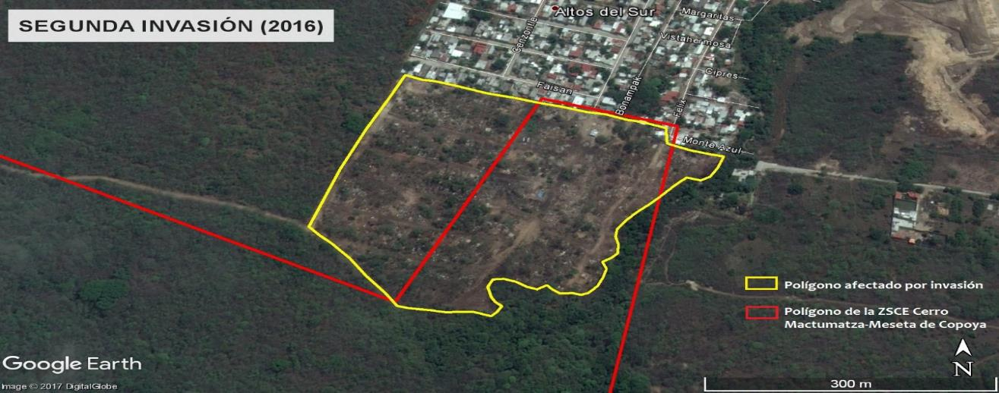 SEGUNDA INVASIÓN (2016)
Altos del Sur
Margaritas
Cenzontle
Vistahermosa
Cipres
Faisan
Bonampak
Felix
Monte Azul
Polígono afectado por invasión
Polígono de la ZSCE Cerro
Mactumatza-Meseta de Copoya
Google Earth
N
300 m
Image © 2017 DigitalGlobe